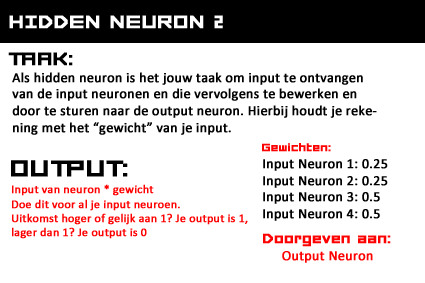 HIDDEN NEURON 2
TAAK:
Als hidden neuron is het jouw taak om input te ontvangen
van de input neuronen en die vervolgens te bewerken en
door te sturen naar de output neuron. Hierbij houdt je reke-
ning met het “gewicht” van je input.
OUTPUT:
Input van neuron * gewicht
Doe dit voor al je input neuroen.
Uitkomst hoger of gelijk aan 1? Je output is 1,
lager dan 1? Je output is 0
Gewichten:
Input Neuron 1: 0.25
Input Neuron 2: 0.25
Input Neuron 3: 0.5
Input Neuron 4: 0.5
Doorgeven aan:
Output Neuron